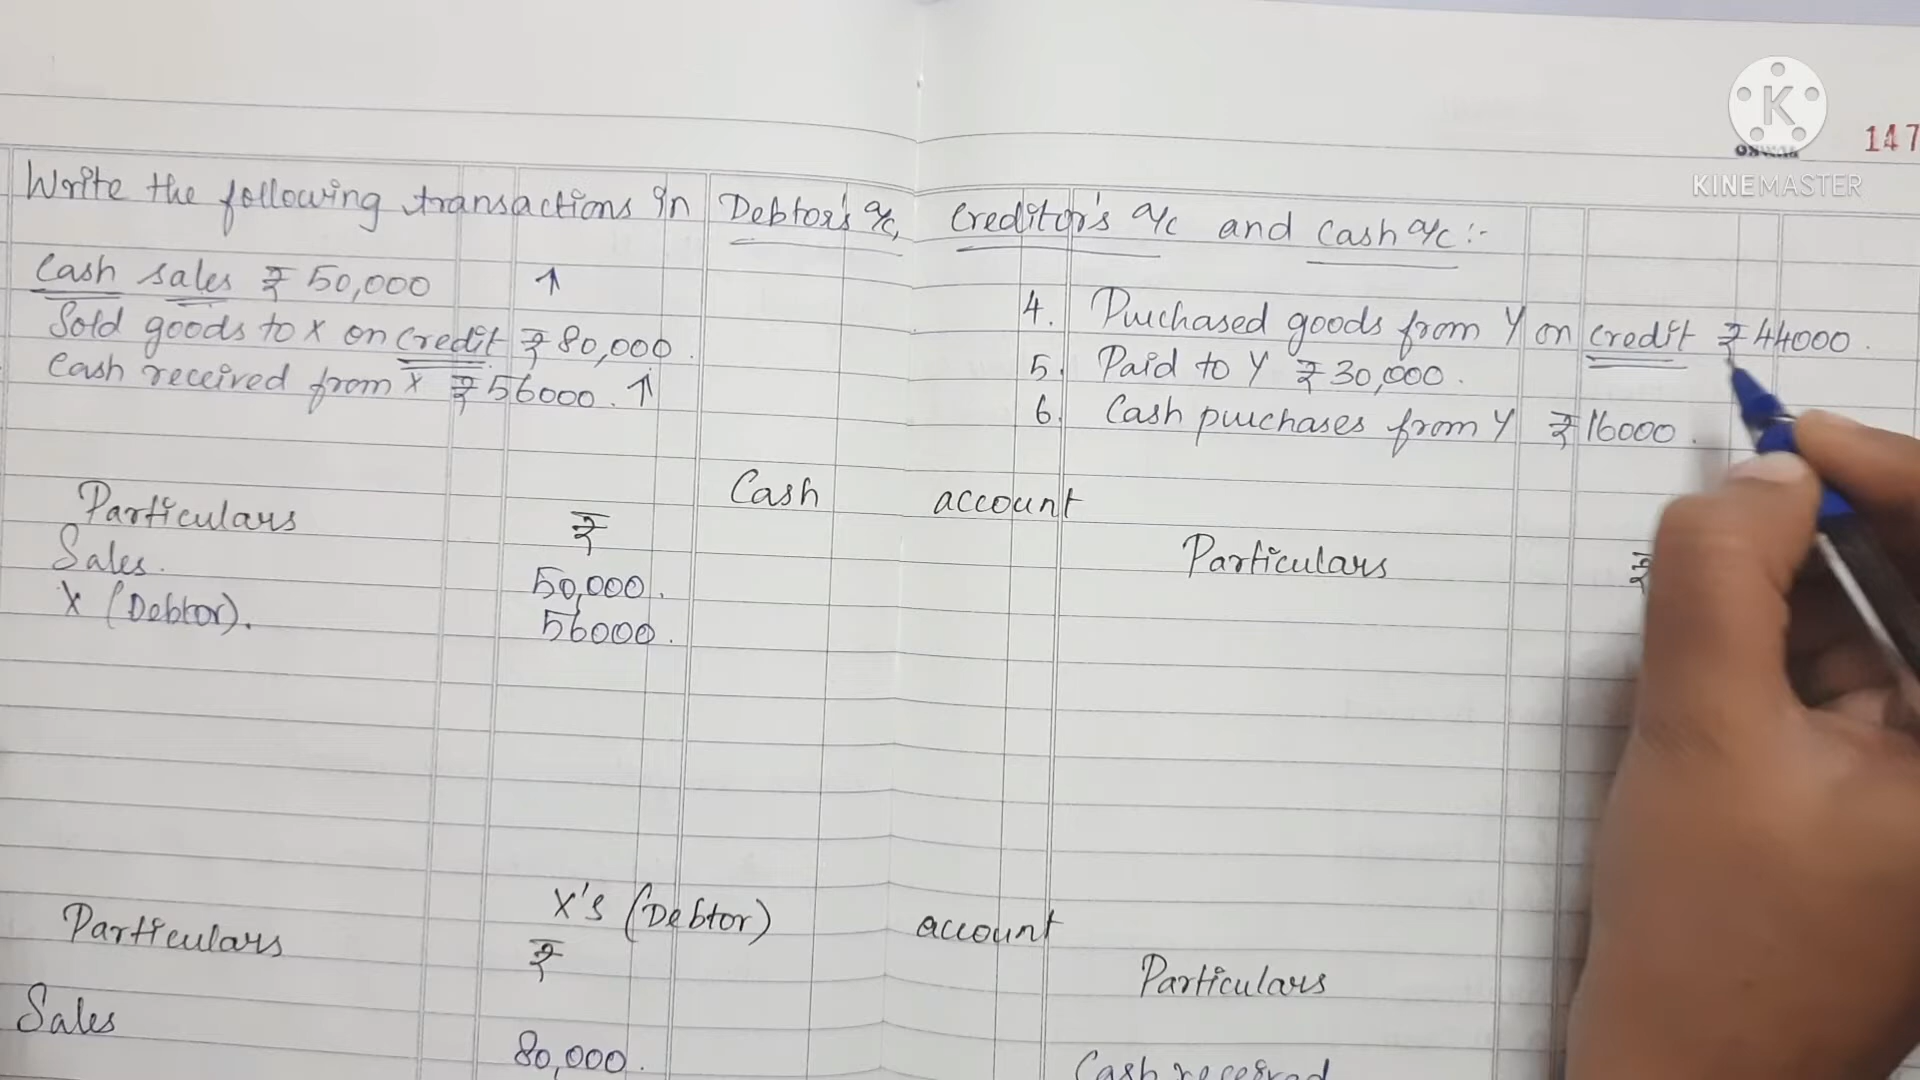 KINEMASTER
147
Write the following transactions in Debtor's a/c, Creditor's a/c and Cash a/c :-
Cash sales ₹ 50,000 ↑
Sold goods to X on credit. ₹ 80,000.
Cash received from X ₹ 56000. ↑
4. Purchased goods from Y on credit ₹ 44000.
5. Paid to Y ₹ 30,000.
6. Cash purchases from Y ₹ 16000.
Cash account
Particulars ₹ Particulars ₹
Sales. 50,000.
X (Debtor). 56000.
X's (Debtor) account
Particulars ₹ Particulars
Sales 80,000.
Cash received